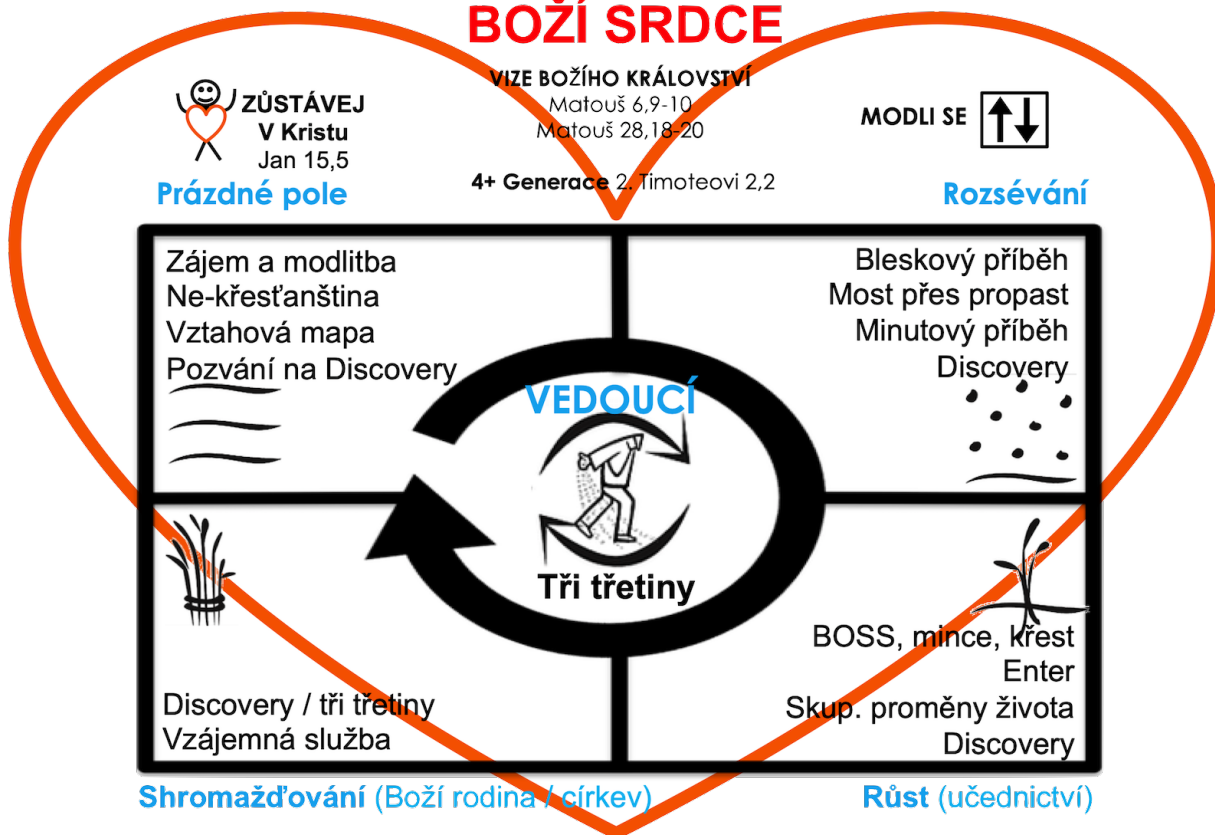 BOŽÍ SRDCE
VIZE BOŽÍHO KRÁLOVSTVÍ
Matouš 6,9-10
Matouš 28,18-20
4+ Generace 2. Timoteovi 2,2
ZŮSTÁVEJ
V Kristu
Jan 15,5
MODLI SE
Prázdné pole
Rozsévání
Zájem a modlitba
Ne-křesťanština
Vztahová mapa
Pozvání na Discovery
Bleskový příběh
Most přes propast
Minutový příběh
Discovery
VEDOUCÍ
Tři třetiny
Discovery / tři třetiny
Vzájemná služba
BOSS, mince, křest
Enter
Skup. proměny života
Discovery
Shromažďování (Boží rodina / církev)
Růst (učednictví)